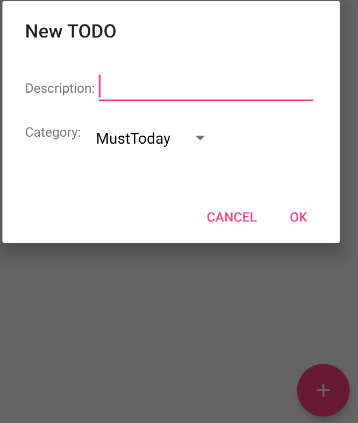 New TODO
Description:
Category: MustToday
CANCEL OK
+